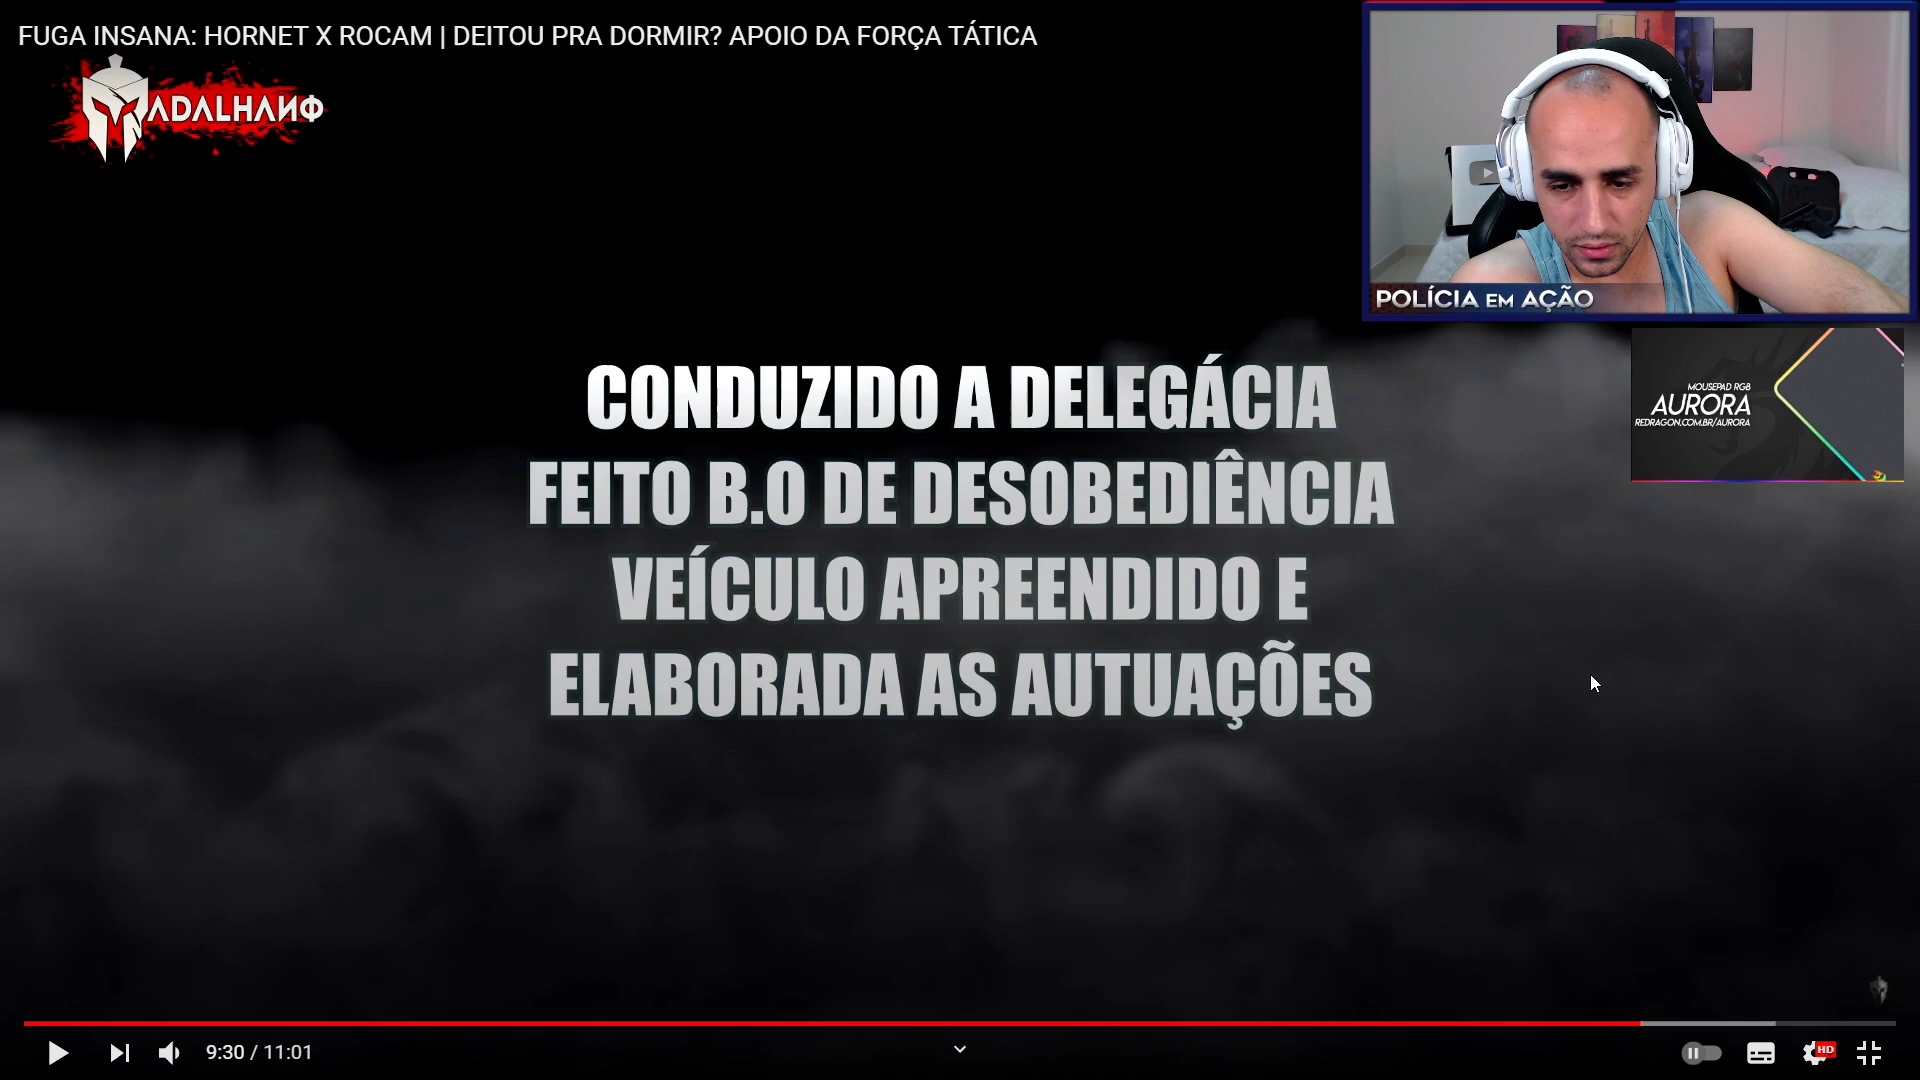 FUGA INSANA: HORNET X ROCAM | DEITOU PRA DORMIR? APOIO DA FORÇA TÁTICA
ADALHAИФ
POLÍCIA EM AÇÃO
MOUSEPAD RGB
AURORA
REDRAGON.COM.BR/AURORA
CONDUZIDO A DELEGÁCIA
FEITO B.O DE DESOBEDIÊNCIA
VEÍCULO APREENDIDO E
ELABORADA AS AUTUAÇÕES
9:30 / 11:01
HD